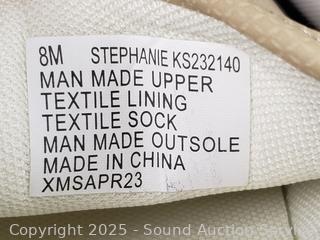 8M STEPHANIE KS232140
MAN MADE UPPER
TEXTILE LINING
TEXTILE SOCK
MAN MADE OUTSOLE
MADE IN CHINA
XMSAPR23
Copyright 2025 - Sound Auction Service